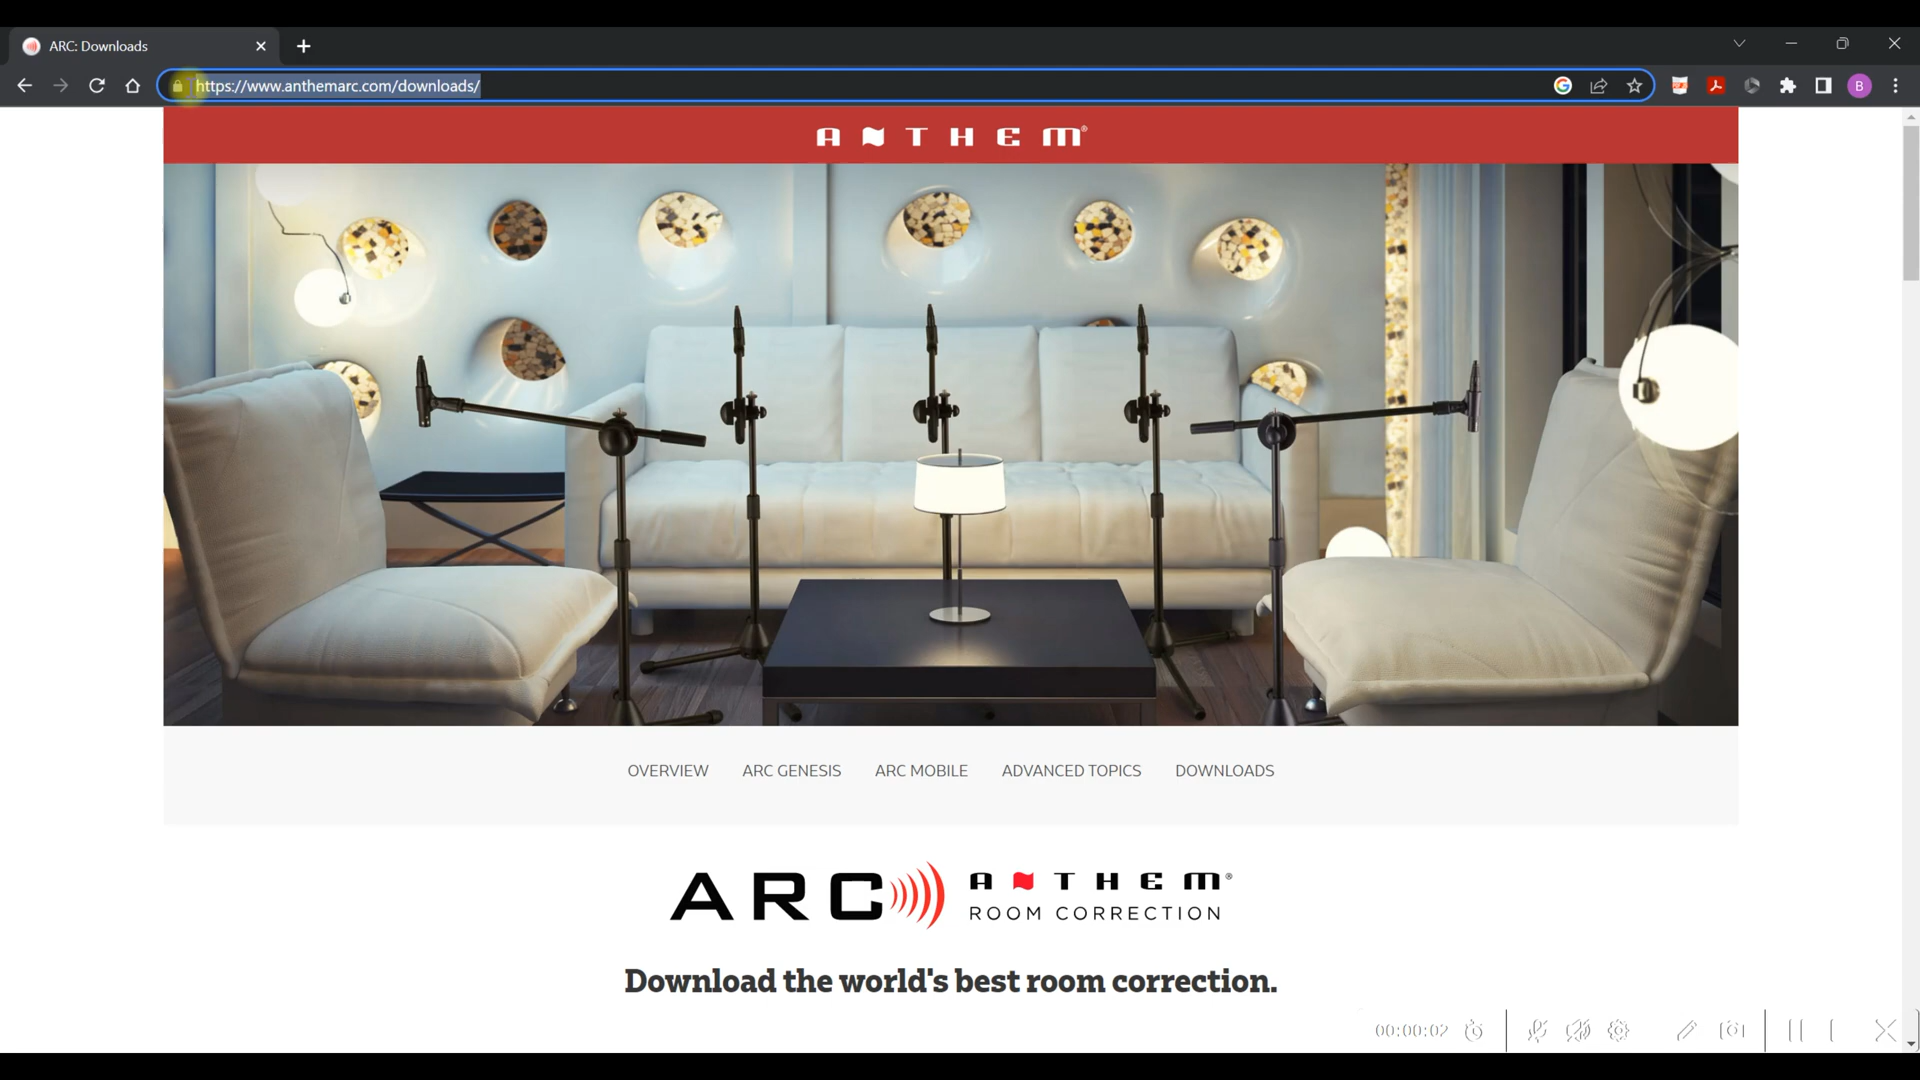 ARC: Downloads
https://www.anthemarc.com/downloads/
B
ANTHEM®
OVERVIEW ARC GENESIS ARC MOBILE ADVANCED TOPICS DOWNLOADS
ARC ANTHEM®
ROOM CORRECTION
Download the world's best room correction.
00:00:02